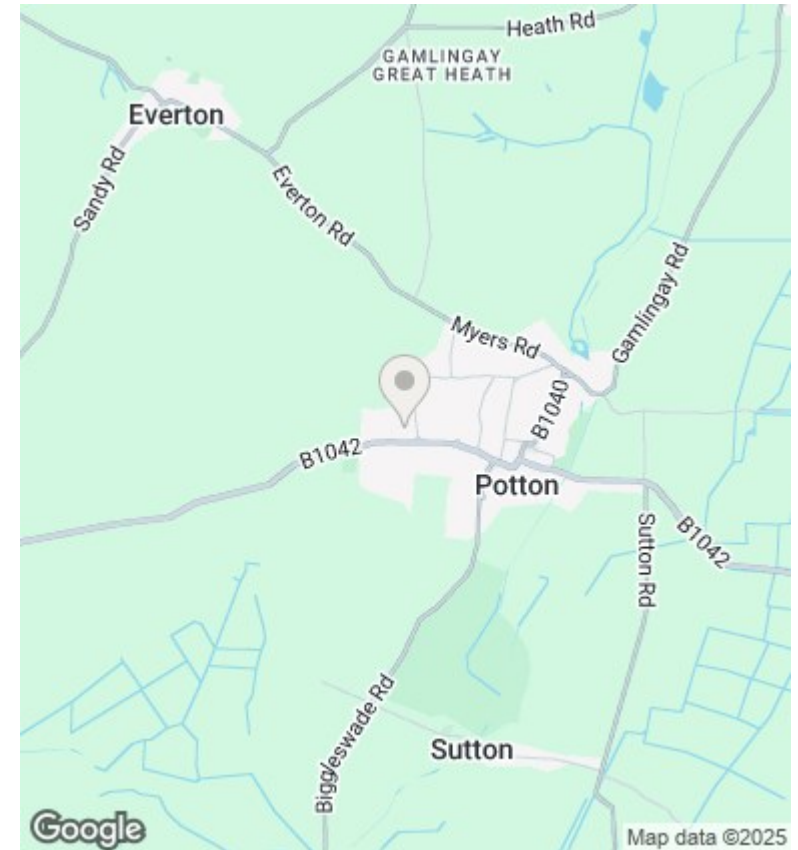 Heath Rd
GAMLINGAY
GREAT HEATH
Everton
Sandy Rd
Everton Rd
Gamlingay Rd
Myers Rd
B1040
B1042
Potton
B1042
Sutton Rd
Biggleswade Rd
Sutton
Google
Map data ©2025